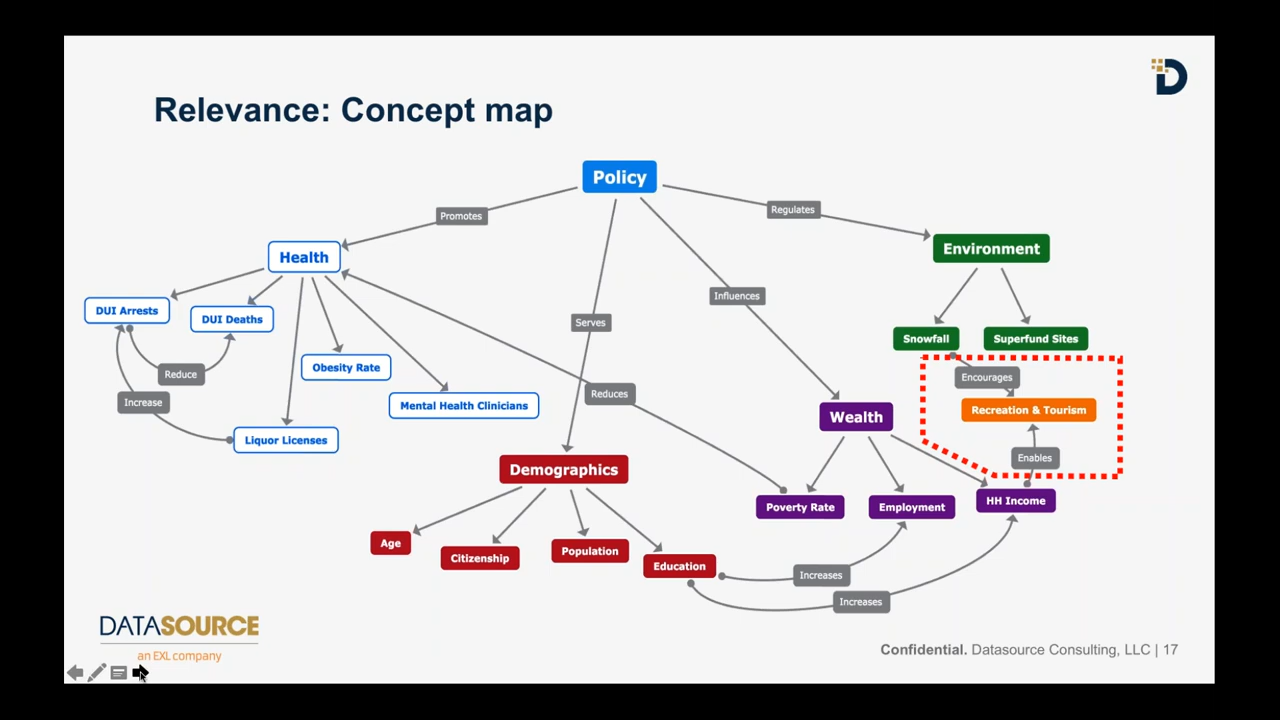 Relevance: Concept map
Policy
Promotes
Regulates
Health
Environment
Influences
DUI Arrests
DUI Deaths
Serves
Snowfall
Superfund Sites
Obesity Rate
Reduce
Encourages
Increase
Reduces
Mental Health Clinicians
Recreation & Tourism
Wealth
Liquor Licenses
Enables
Demographics
Poverty Rate
Employment
HH Income
Age
Citizenship
Population
Education
Increases
Increases
DATASOURCE
an EXL company
Confidential. Datasource Consulting, LLC | 17